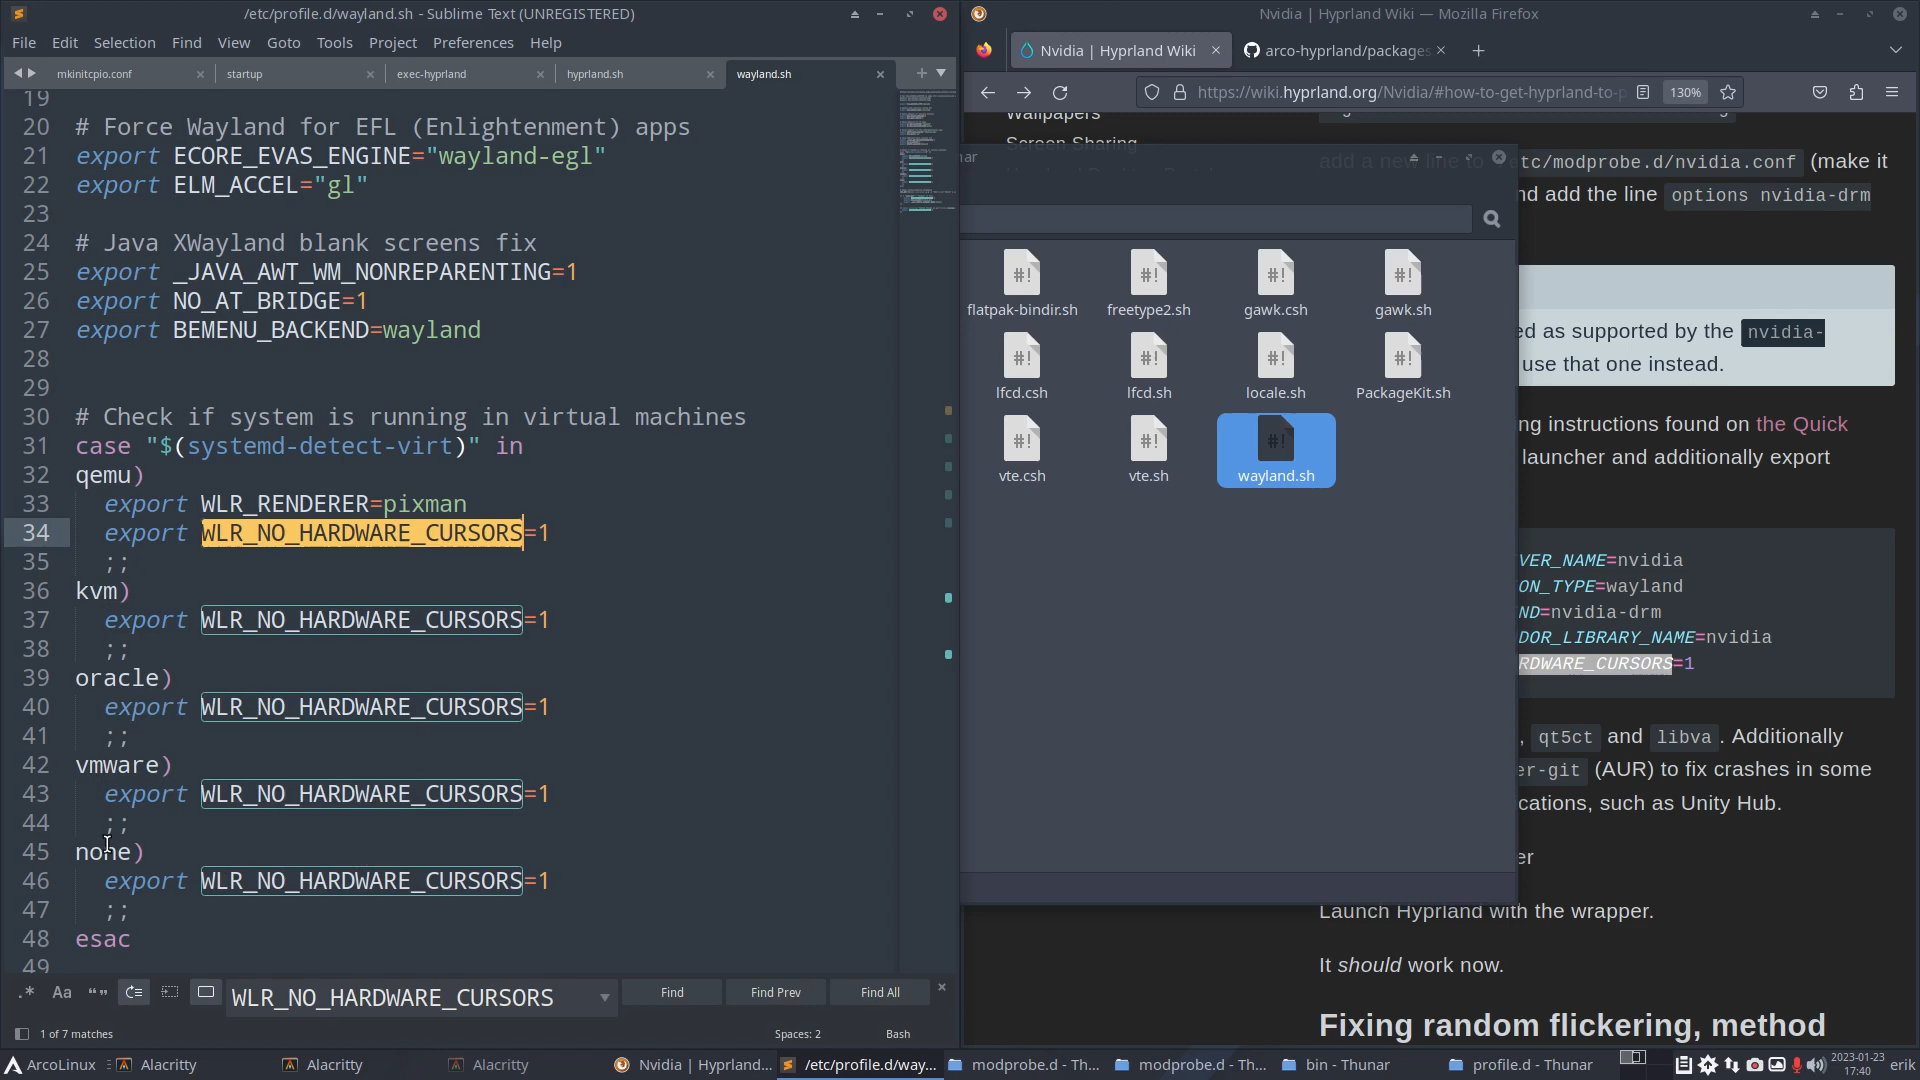 /etc/profile.d/wayland.sh - Sublime Text (UNREGISTERED)
File Edit Selection Find View Goto Tools Project Preferences Help
mkinitcpio.conf
startup
exec-hyprland
hyprland.sh
wayland.sh
19
20 # Force Wayland for EFL (Enlightenment) apps
21 export ECORE_EVAS_ENGINE="wayland-egl"
22 export ELM_ACCEL="gl"
23
24 # Java XWayland blank screens fix
25 export _JAVA_AWT_WM_NONREPARENTING=1
26 export NO_AT_BRIDGE=1
27 export BEMENU_BACKEND=wayland
28
29
30 # Check if system is running in virtual machines
31 case "$(systemd-detect-virt)" in
32 qemu)
33 export WLR_RENDERER=pixman
34 export WLR_NO_HARDWARE_CURSORS=1
35 ;;
36 kvm)
37 export WLR_NO_HARDWARE_CURSORS=1
38 ;;
39 oracle)
40 export WLR_NO_HARDWARE_CURSORS=1
41 ;;
42 vmware)
43 export WLR_NO_HARDWARE_CURSORS=1
44 ;;
45 none)
46 export WLR_NO_HARDWARE_CURSORS=1
47 ;;
48 esac
49
.* Aa “” WLR_NO_HARDWARE_CURSORS Find Find Prev Find All
1 of 7 matches
Spaces: 2
Bash
Nvidia | Hyprland Wiki — Mozilla Firefox
Nvidia | Hyprland Wiki
arco-hyprland/packages
https://wiki.hyprland.org/Nvidia/#how-to-get-hyprland-to-p
130%
Wallpapers
Screen Sharing
nar
add a new line to etc/modprobe.d/nvidia.conf (make it
nd add the line options nvidia-drm
flatpak-bindir.sh
freetype2.sh
gawk.csh
gawk.sh
lfcd.csh
lfcd.sh
locale.sh
PackageKit.sh
vte.csh
vte.sh
wayland.sh
ed as supported by the nvidia-
use that one instead.
ng instructions found on the Quick
launcher and additionally export
VER_NAME=nvidia
ON_TYPE=wayland
ND=nvidia-drm
DOR_LIBRARY_NAME=nvidia
RDWARE_CURSORS=1
, qt5ct and libva. Additionally
er-git (AUR) to fix crashes in some
cations, such as Unity Hub.
er
Launch Hyprland with the wrapper.
It should work now.
Fixing random flickering, method
ArcoLinux
Alacritty
Alacritty
Alacritty
Nvidia | Hyprland...
/etc/profile.d/way...
modprobe.d - Th...
modprobe.d - Th...
bin - Thunar
profile.d - Thunar
2023-01-23
17:40
erik